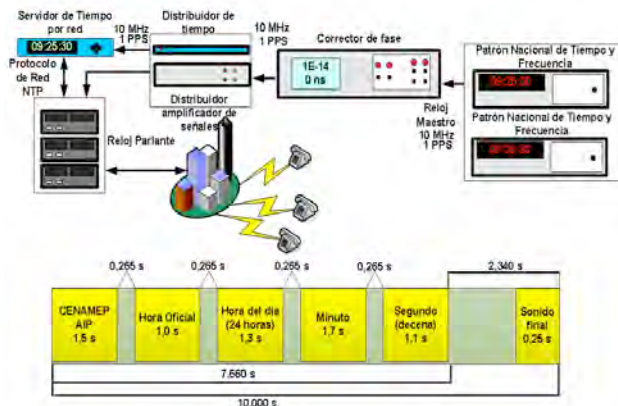 Servidor de Tiempo
por red
10 MHz
1 PPS
Distribuidor de
tiempo
10 MHz
1 PPS
Corrector de fase
Patrón Nacional de Tiempo y
Frecuencia
09:25:30
1E-14
0 ns
09:25:30
Protocolo
de Red
NTP
Distribuidor
amplificador de
señales
Reloj
Maestro
10 MHz
1 PPS
Patrón Nacional de Tiempo y
Frecuencia
Reloj Parlante
0,265 s
0,265 s
0,265 s
0,265 s
2,340 s
CENAMEP
AIP
1,5 s
Hora Oficial
1,0 s
Hora del día
(24 horas)
1,3 s
Minuto
1,7 s
Segundo
(decena)
1,1 s
Sonido
final
0,25 s
7,660 s
10,000 s